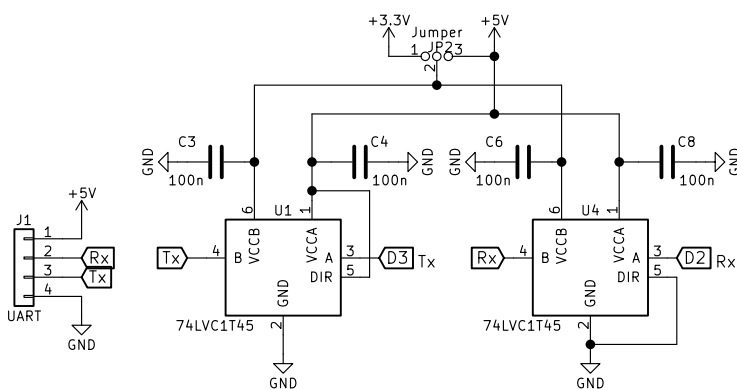 +3.3V
+5V
Jumper
JP2
1
3
2
GND
C3
100n
C4
100n
GND
GND
C6
100n
C8
100n
GND
6
U1
1
Tx
4
B
VCCB
VCCA
A
3
D3
Tx
DIR
5
GND
2
74LVC1T45
GND
6
U4
1
Rx
4
B
VCCB
VCCA
A
3
D2
Rx
DIR
5
GND
2
74LVC1T45
GND
+5V
J1
1
2
Rx
3
Tx
4
UART
GND